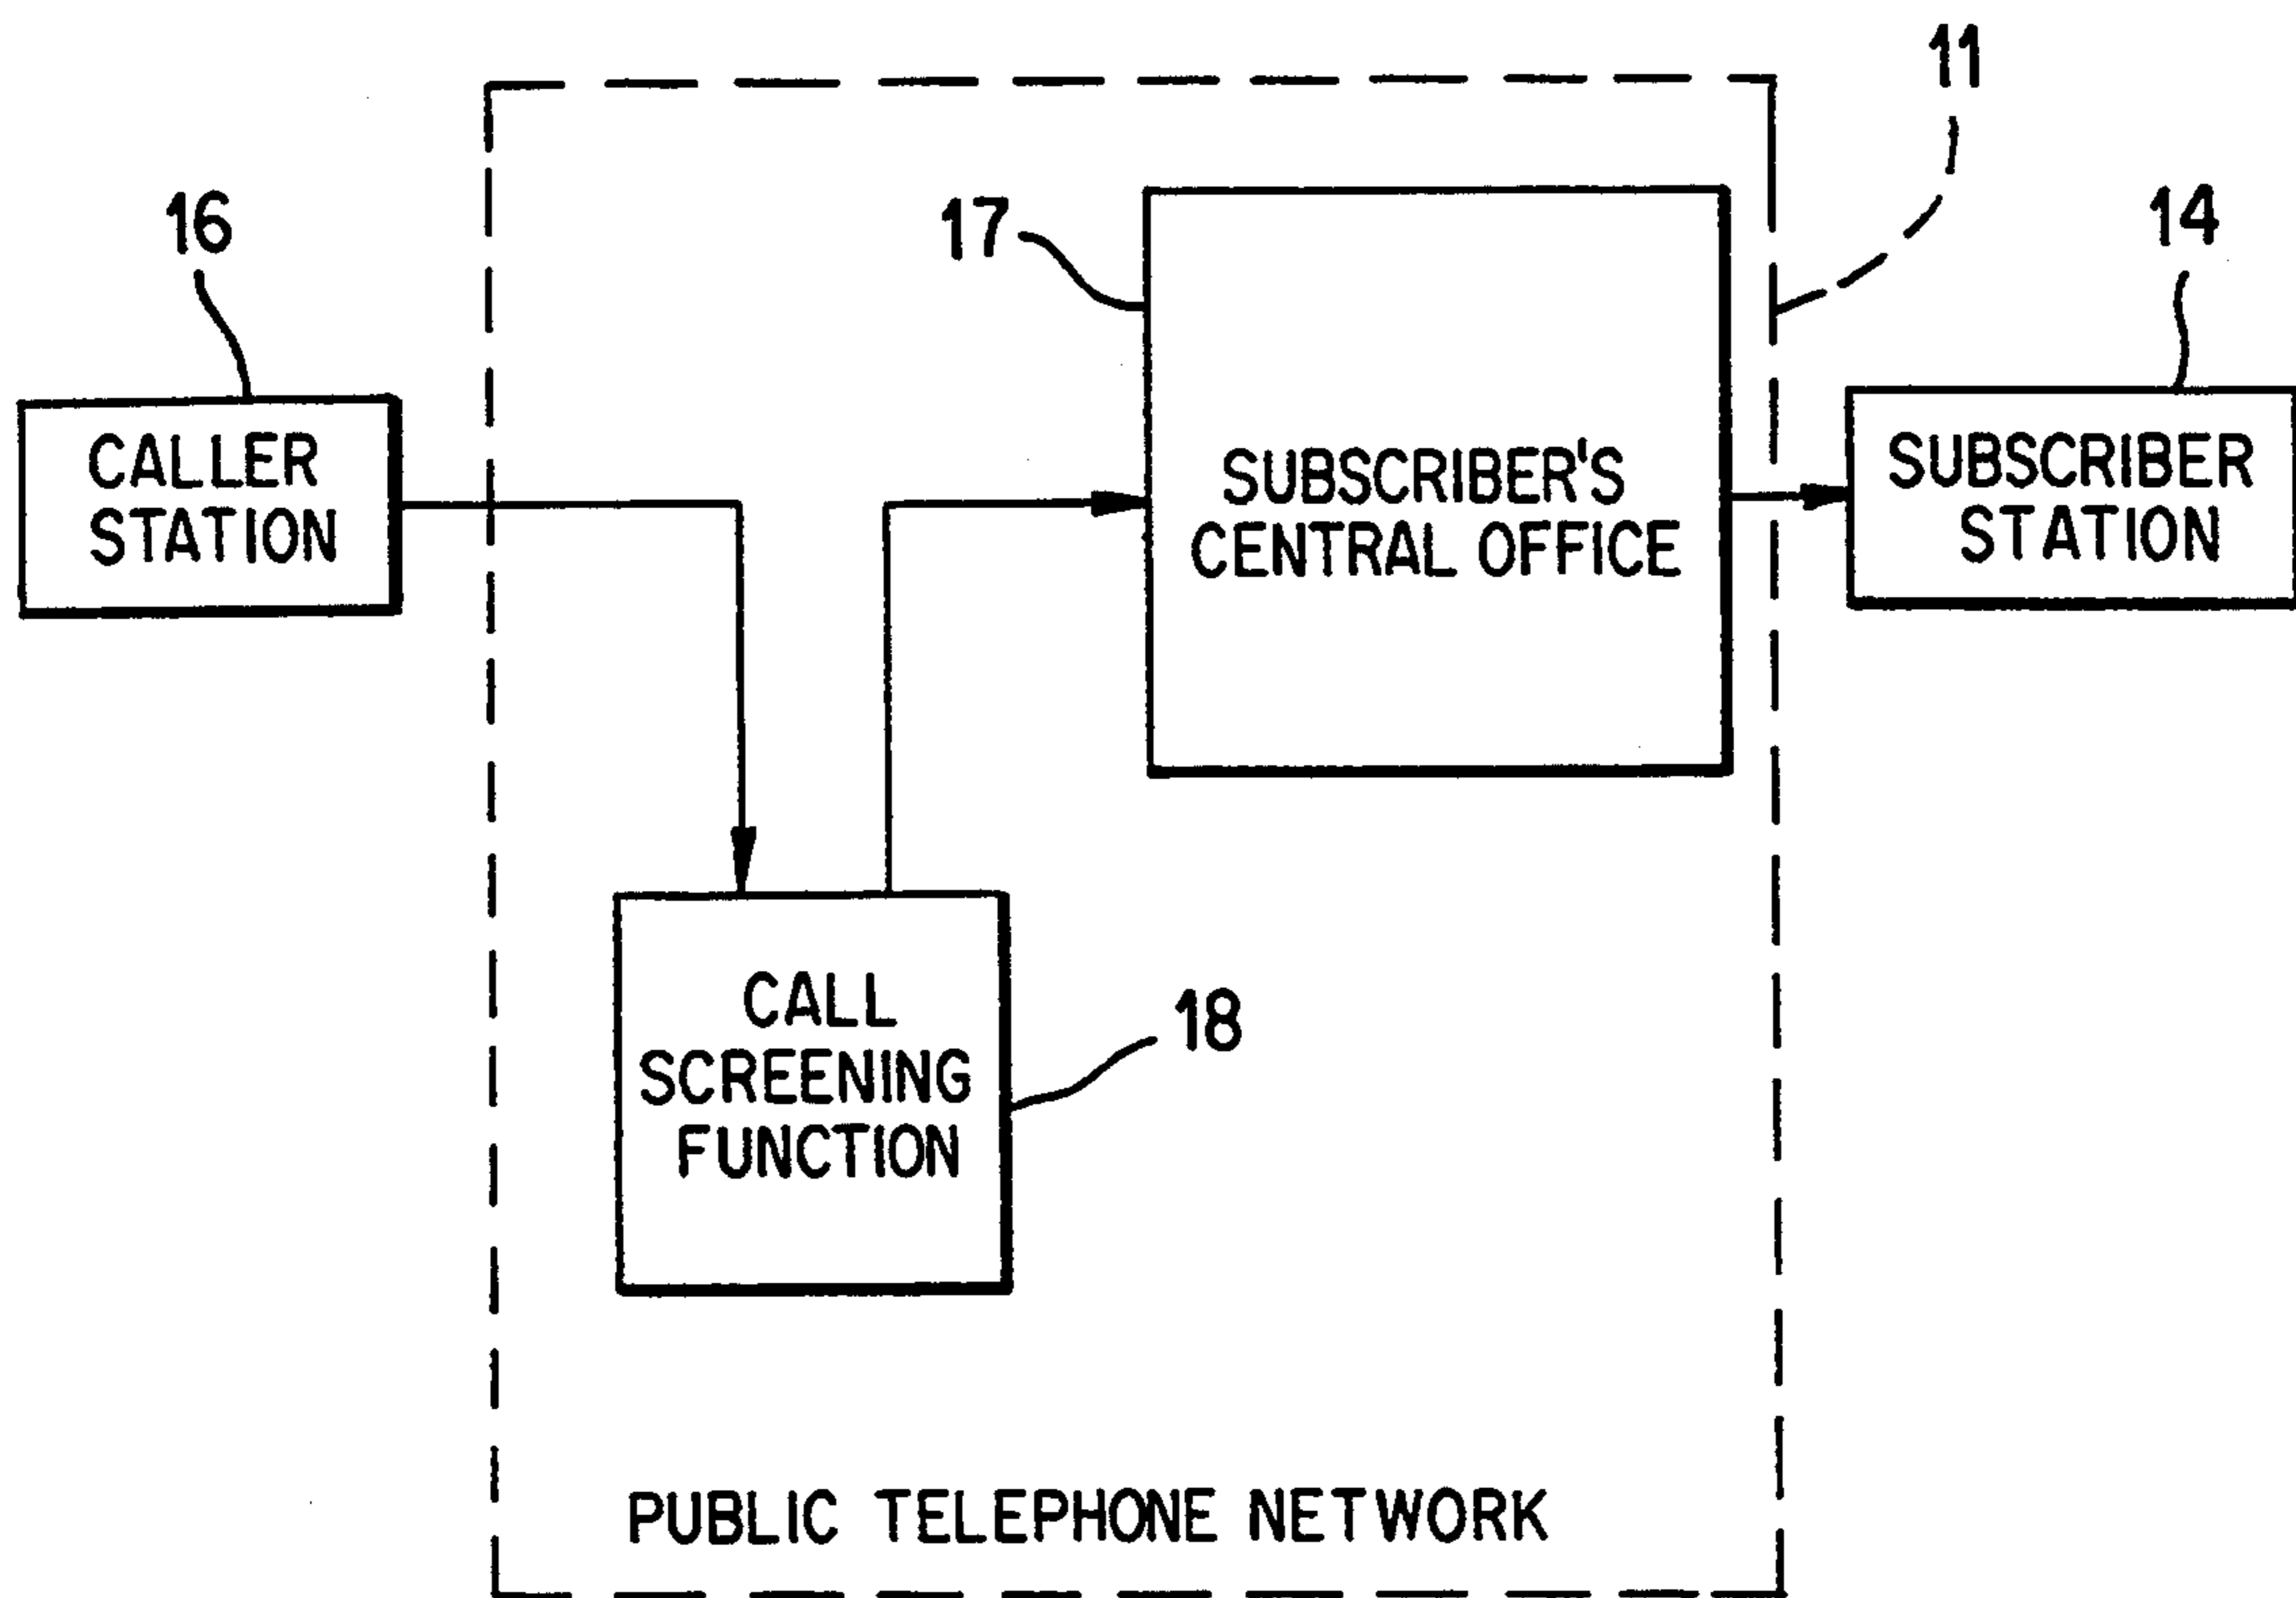 11
16
17
14
CALLER
STATION
SUBSCRIBER'S
CENTRAL OFFICE
SUBSCRIBER
STATION
CALL
SCREENING
FUNCTION
18
PUBLIC TELEPHONE NETWORK